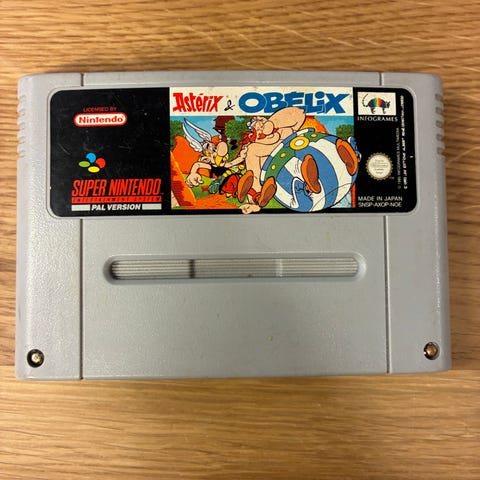 LICENSED BY
Nintendo
SUPER NINTENDO
ENTERTAINMENT SYSTEM
PAL VERSION
Astérix & OBELIX
INFOGRAMES
MADE IN JAPAN
SNSP-AXOP-NOE